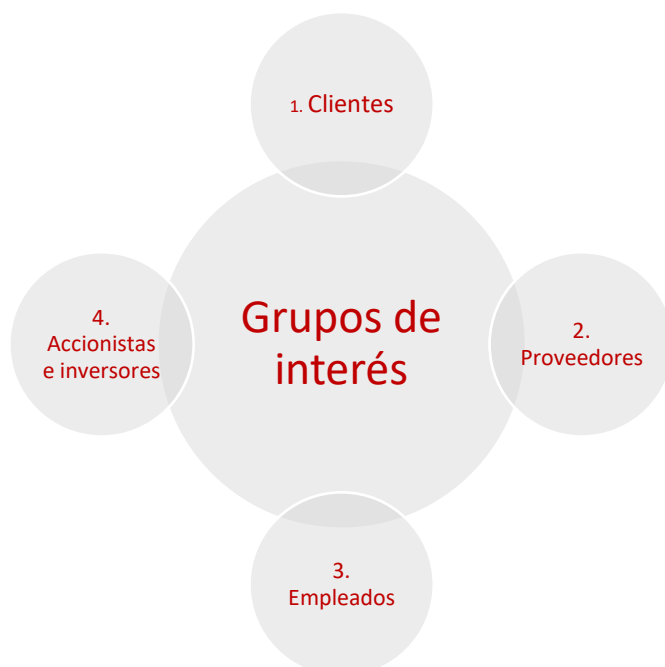 1. Clientes
Grupos de
interés
2.
Proveedores
3.
Empleados
4.
Accionistas
e inversores